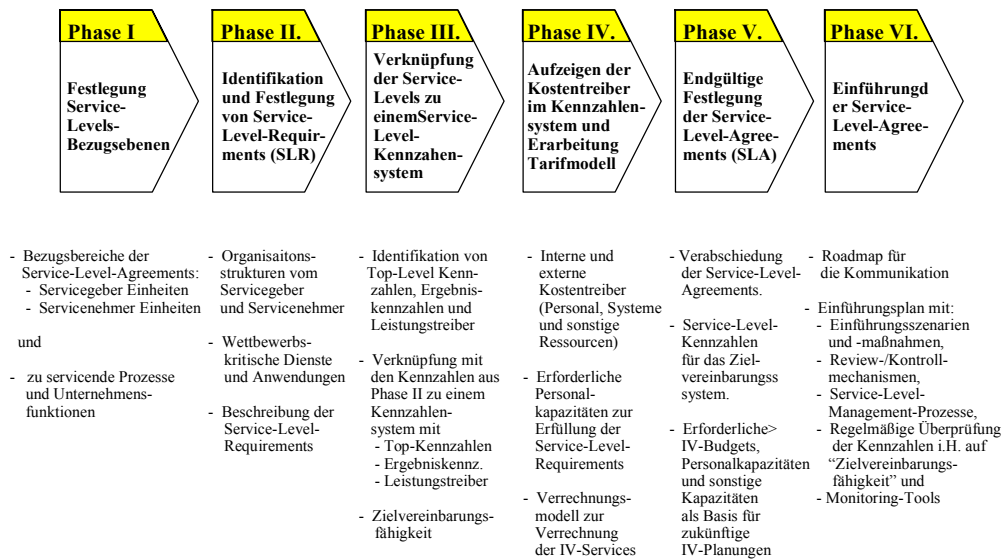 Phase I
Festlegung
Service-
Levels-
Bezugsebenen
Phase II.
Identifikation
und Festlegung
von Service-
Level-Requir-
ments (SLR)
Phase III.
Verknüpfung
der Service-
Levels zu
einemService-
Level-
Kennzahen-
system
Phase IV.
Aufzeigen der
Kostentreiber
im Kennzahlen-
system und
Erarbeitung
Tarifmodell
Phase V.
Endgültige
Festlegung
der Service-
Level-Agree-
ments (SLA)
Phase VI.
Einführungd
er Service-
Level-Agree-
ments
- Bezugsbereiche der
Service-Level-Agreements:
- Servicegeber Einheiten
- Servicenehmer Einheiten
und
- zu servicende Prozesse
und Unternehmens-
funktionen
- Organisaitons-
strukturen vom
Servicegeber
und Servicenehmer
- Wettbewerbs-
kritische Dienste
und Anwendungen
- Beschreibung der
Service-Level-
Requirements
- Identifikation von
Top-Level Kenn-
zahlen, Ergebnis-
kennzahlen und
Leistungstreiber
- Verknüpfung mit
den Kennzahlen aus
Phase II zu einem
Kennzahlen-
system mit
- Top-Kennzahlen
- Ergebniskennz.
- Leistungstreiber
- Zielvereinbarungs-
fähigkeit
- Interne und
externe
Kostentreiber
(Personal, Systeme
und sonstige
Ressourcen)
- Erforderliche
Personal-
kapazitäten zur
Erfüllung der
Service-Level-
Requirements
- Verrechnungs-
modell zur
Verrechnung
der IV-Services
- Verabschiedung
der Service-Level-
Agreements.
- Service-Level-
Kennzahlen
für das Ziel-
vereinbarungss
system.
- Erforderliche>
IV-Budgets,
Personalkapazitäten
und sonstige
Kapazitäten
als Basis für
zukünftige
IV-Planungen
- Roadmap für
die Kommunikation
- Einführungsplan mit:
- Einführungsszenarien
und -maßnahmen,
- Review-/Kontroll-
mechanismen,
- Service-Level-
Management-Prozesse,
- Regelmäßige Überprüfung
der Kennzahlen i.H. auf
“Zielvereinbarungs-
fähigkeit” und
- Monitoring-Tools